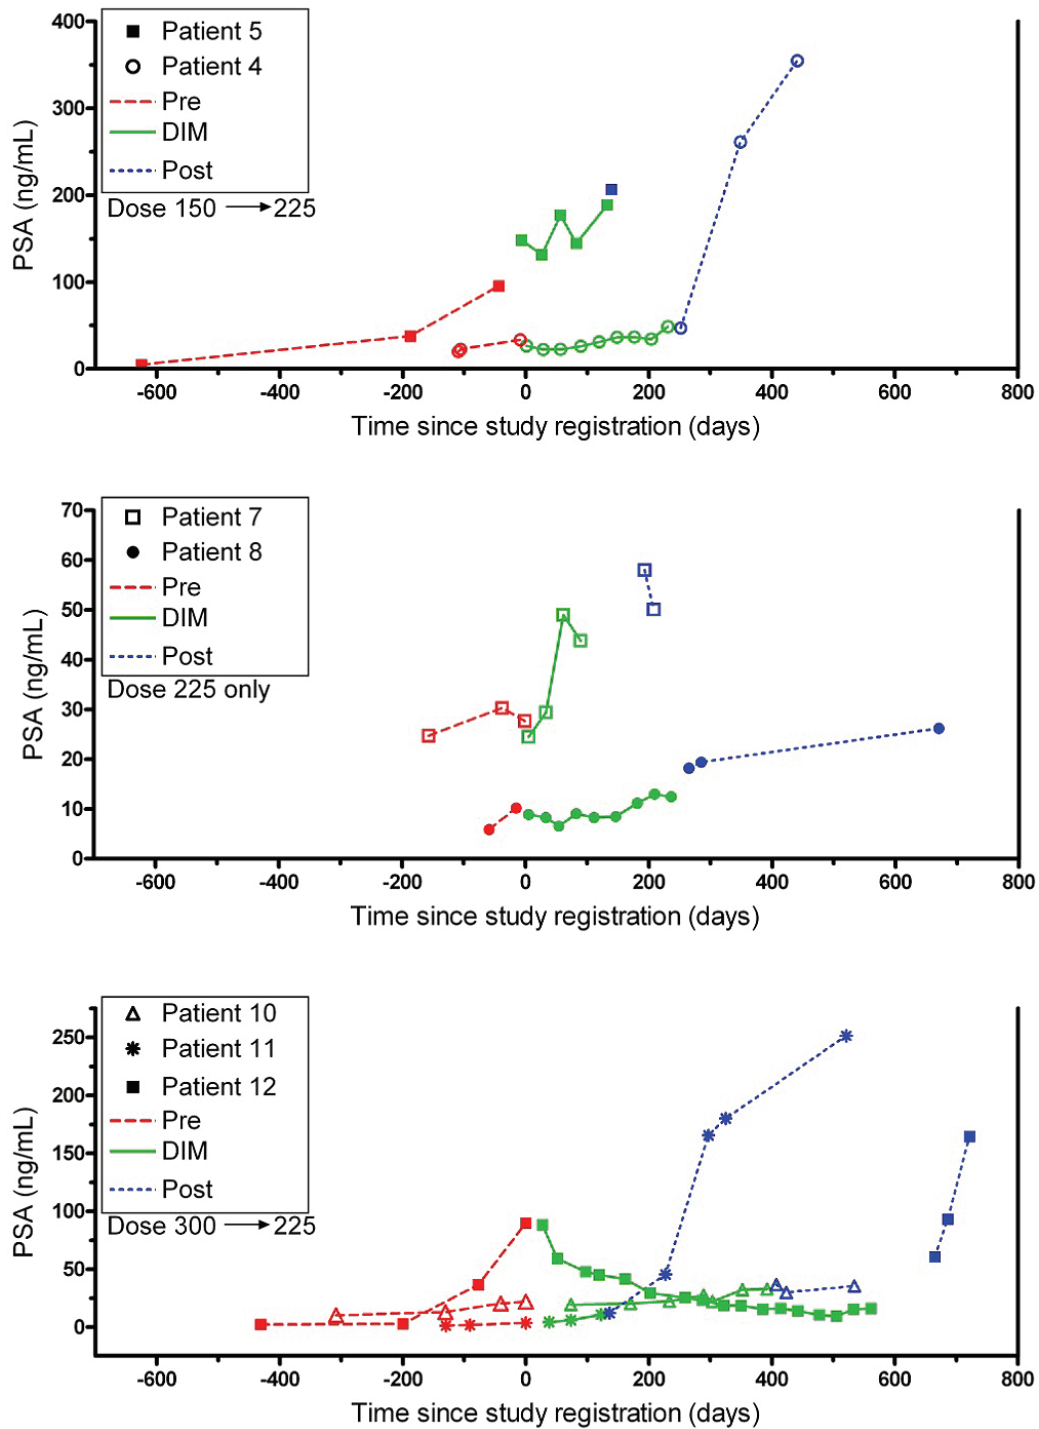 400
300
200
100
0
PSA (ng/mL)
Patient 5
Patient 4
Pre
DIM
Post
Dose 150 → 225
-600 -400 -200 0 200 400 600 800
Time since study registration (days)
70
60
50
40
30
20
10
0
PSA (ng/mL)
Patient 7
Patient 8
Pre
DIM
Post
Dose 225 only
-600 -400 -200 0 200 400 600 800
Time since study registration (days)
250
200
150
100
50
0
PSA (ng/mL)
Patient 10
Patient 11
Patient 12
Pre
DIM
Post
Dose 300 → 225
-600 -400 -200 0 200 400 600 800
Time since study registration (days)